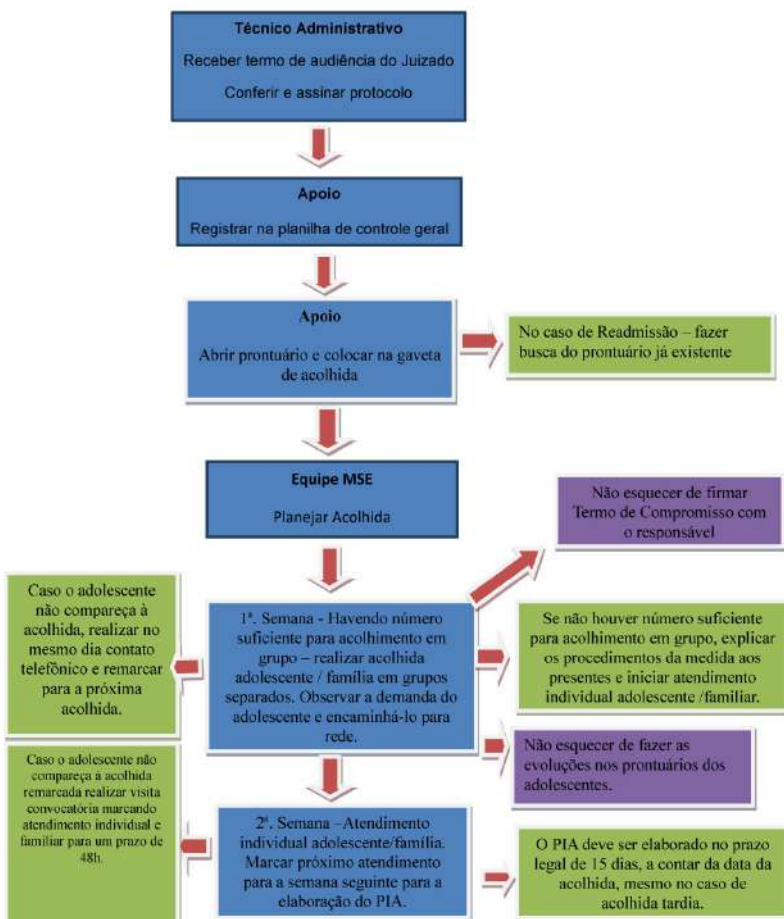 Técnico Administrativo
Receber termo de audiência do Juizado
Conferir e assinar protocolo
Apoio
Registrar na planilha de controle geral
Apoio
Abrir prontuário e colocar na gaveta
de acolhida
No caso de Readmissão – fazer
busca do prontuário já existente
Equipe MSE
Planejar Acolhida
Não esquecer de firmar
Termo de Compromisso com
o responsável
Caso o adolescente
não compareça à
acolhida, realizar no
mesmo dia contato
telefônico e remarcar
para a próxima
acolhida.
1ª. Semana - Havendo número
suficiente para acolhimento em
grupo – realizar acolhida
adolescente / família em grupos
separados. Observar a demanda do
adolescente e encaminhá-lo para
rede.
Se não houver número suficiente
para acolhimento em grupo, explicar
os procedimentos da medida aos
presentes e iniciar atendimento
individual adolescente /familiar.
Não esquecer de fazer as
evoluções nos prontuários dos
adolescentes.
Caso o adolescente não
compareça à acolhida
remarcada realizar visita
convocatória marcando
atendimento individual e
familiar para um prazo de
48h.
2ª. Semana –Atendimento
individual adolescente/família.
Marcar próximo atendimento
para a semana seguinte para a
elaboração do PIA.
O PIA deve ser elaborado no prazo
legal de 15 dias, a contar da data da
acolhida, mesmo no caso de
acolhida tardia.